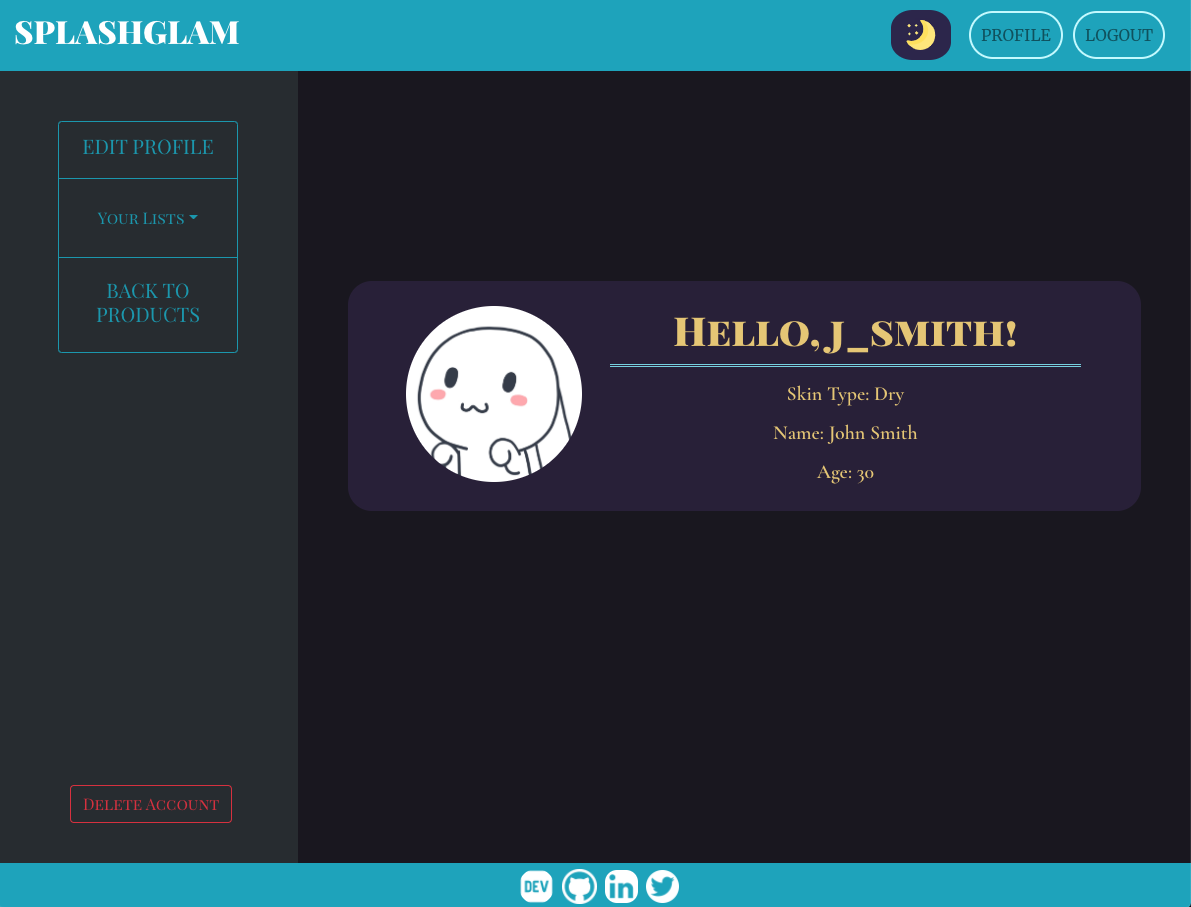 SPLASHGLAM
PROFILE
LOGOUT
EDIT PROFILE
Your Lists
BACK TO
PRODUCTS
Delete Account
Hello, j_smith!
Skin Type: Dry
Name: John Smith
Age: 30
DEV
in